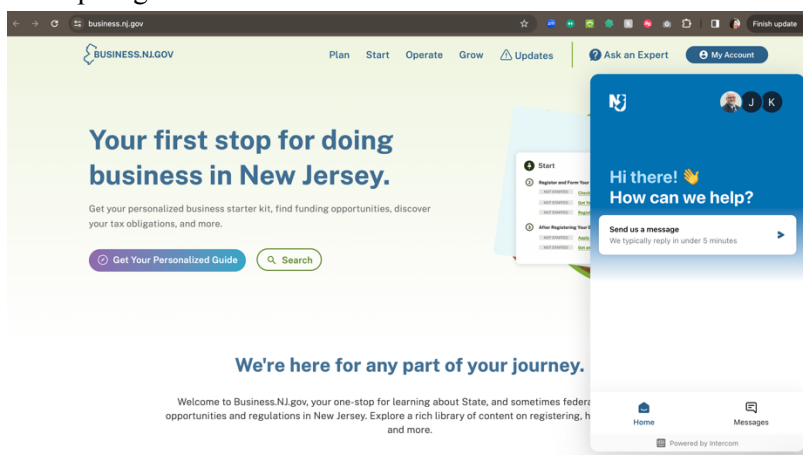 business.nj.gov
Finish update
BUSINESS.NJ.GOV
Plan Start Operate Grow Updates Ask an Expert My Account
Your first stop for doing
business in New Jersey.
Get your personalized business starter kit, find funding opportunities, discover
your tax obligations, and more.
Get Your Personalized Guide
Search
Start
Register and Form Your
NOT STARTED
NOT STARTED
NOT STARTED
After Registering Your
NOT STARTED
NOT STARTED
NJ
J K
Hi there! 👋
How can we help?
Send us a message
We typically reply in under 5 minutes
Home
Messages
Powered by Intercom
We're here for any part of your journey.
Welcome to Business.NJ.gov, your one-stop for learning about State, and sometimes federa
opportunities and regulations in New Jersey. Explore a rich library of content on registering, h
and more.